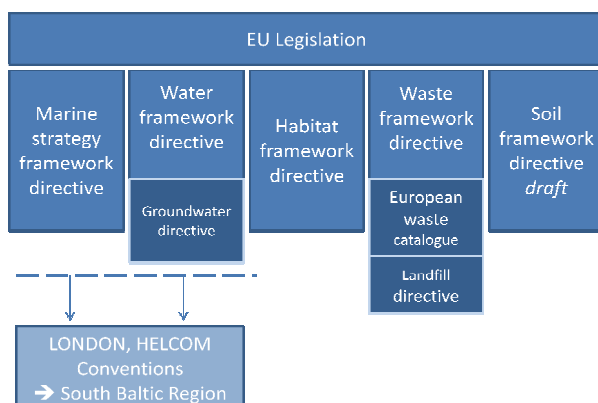 EU Legislation
Marine
strategy
framework
directive
Water
framework
directive
Groundwater
directive
Habitat
framework
directive
Waste
framework
directive
European
waste
catalogue
Landfill
directive
Soil
framework
directive
draft
LONDON, HELCOM
Conventions
➔ South Baltic Region